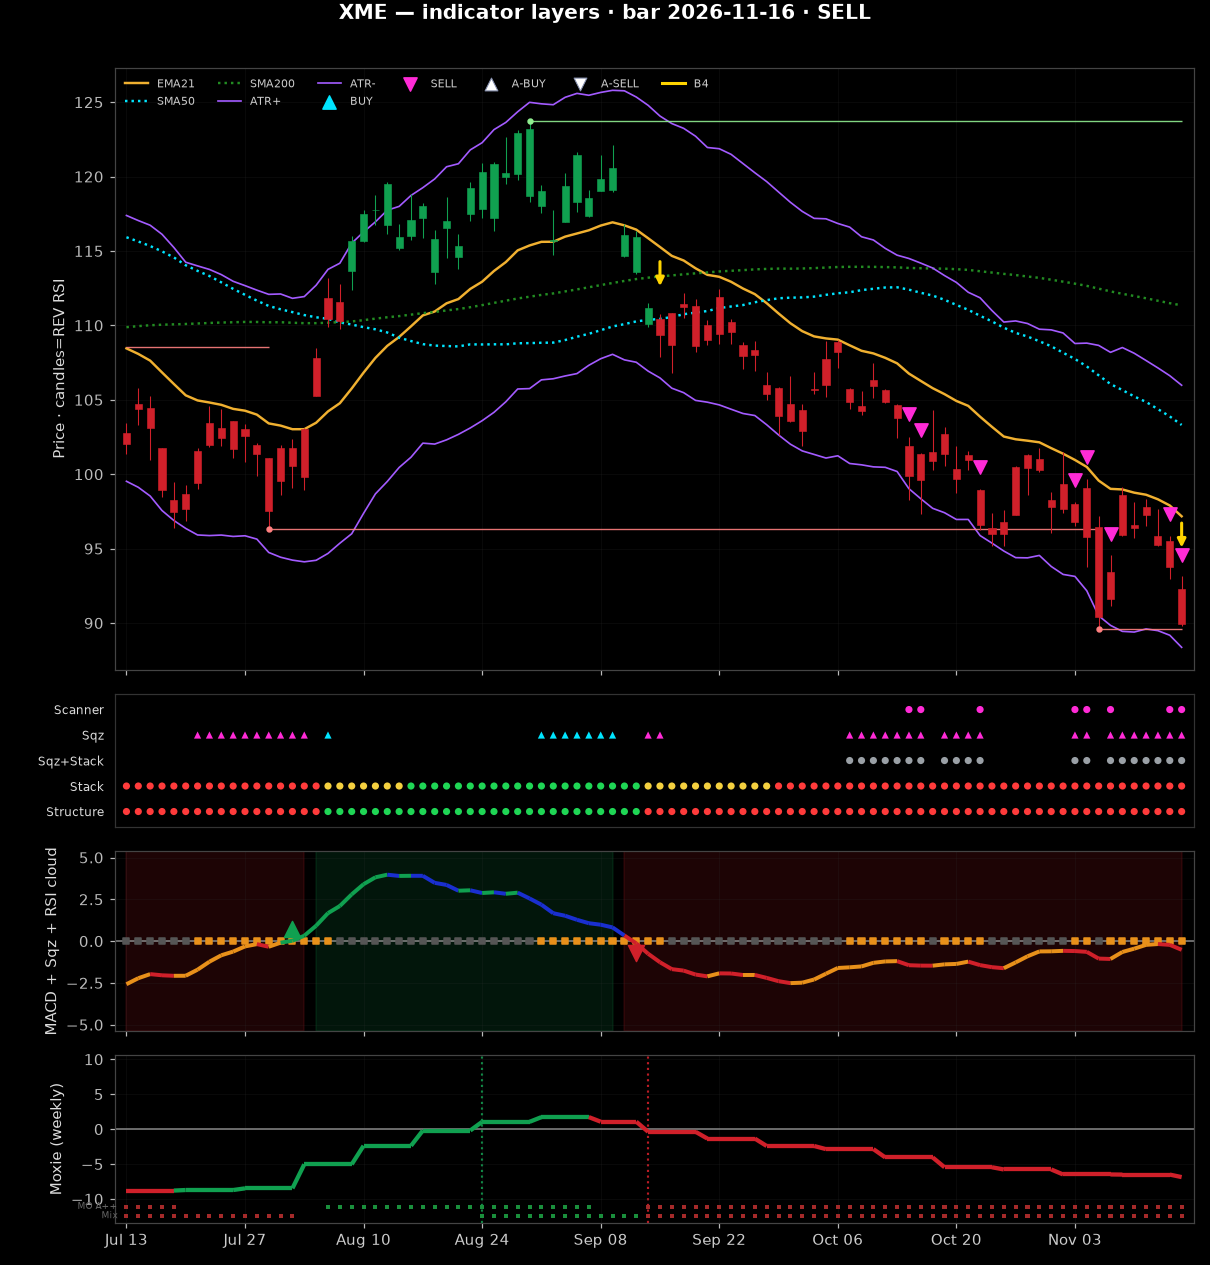 XME — indicator layers · bar 2026-11-16 · SELL
EMA21 SMA200 ATR- SELL A-BUY A-SELL B4
SMA50 ATR+ BUY
Price · candles=REV RSI
125
120
115
110
105
100
95
90
Scanner
Sqz
Sqz+Stack
Stack
Structure
MACD + Sqz + RSI cloud
5.0
2.5
0.0
−2.5
−5.0
Moxie (weekly)
10
5
0
−5
−10
Jul 13 Jul 27 Aug 10 Aug 24 Sep 08 Sep 22 Oct 06 Oct 20 Nov 03